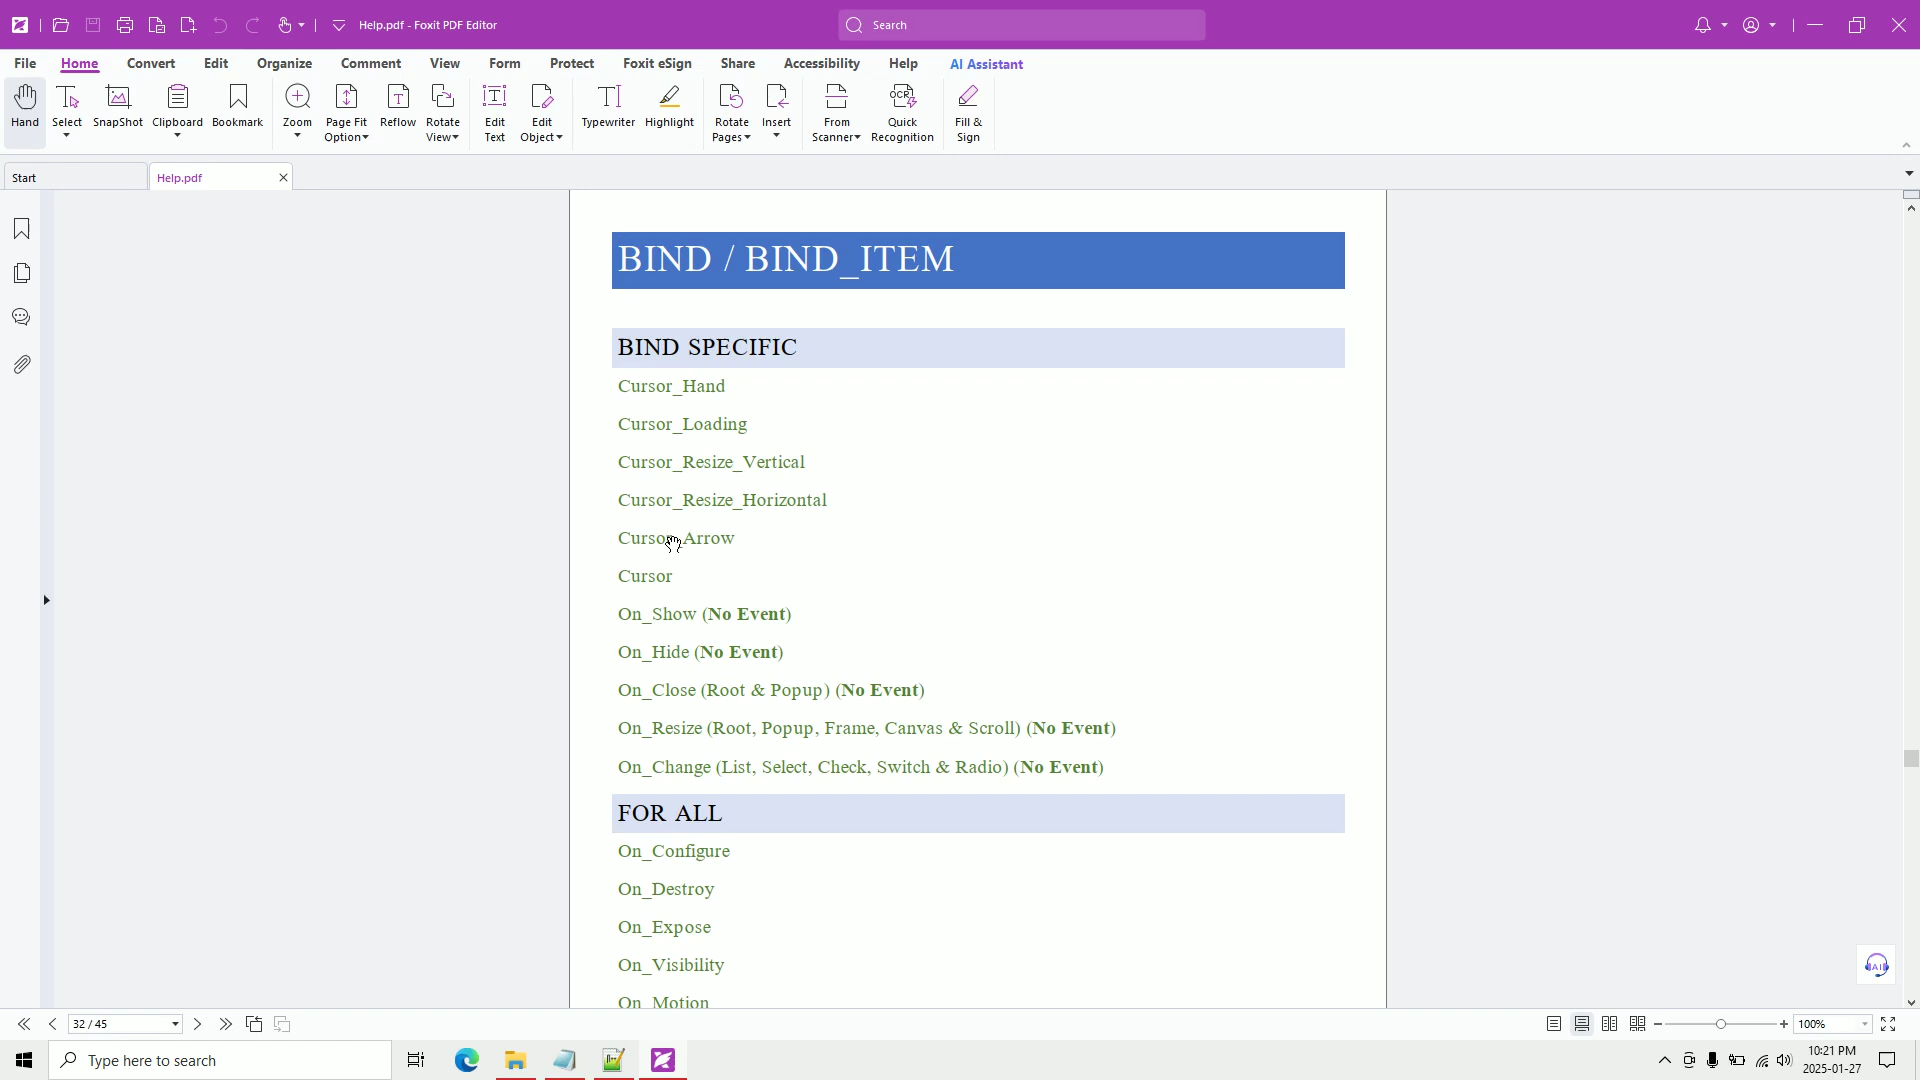 Help.pdf - Foxit PDF Editor
Search
File Home Convert Edit Organize Comment View Form Protect Foxit eSign Share Accessibility Help AI Assistant
Hand Select SnapShot Clipboard Bookmark Zoom Page Fit Option Reflow Rotate View Edit Text Edit Object Typewriter Highlight Rotate Pages Insert From Scanner Quick Recognition Fill & Sign
Start
Help.pdf
BIND / BIND_ITEM
BIND SPECIFIC
Cursor_Hand
Cursor_Loading
Cursor_Resize_Vertical
Cursor_Resize_Horizontal
Cursor_Arrow
Cursor
On_Show (No Event)
On_Hide (No Event)
On_Close (Root & Popup) (No Event)
On_Resize (Root, Popup, Frame, Canvas & Scroll) (No Event)
On_Change (List, Select, Check, Switch & Radio) (No Event)
FOR ALL
On_Configure
On_Destroy
On_Expose
On_Visibility
On_Motion
AI
32 / 45
100%
Type here to search
10:21 PM
2025-01-27